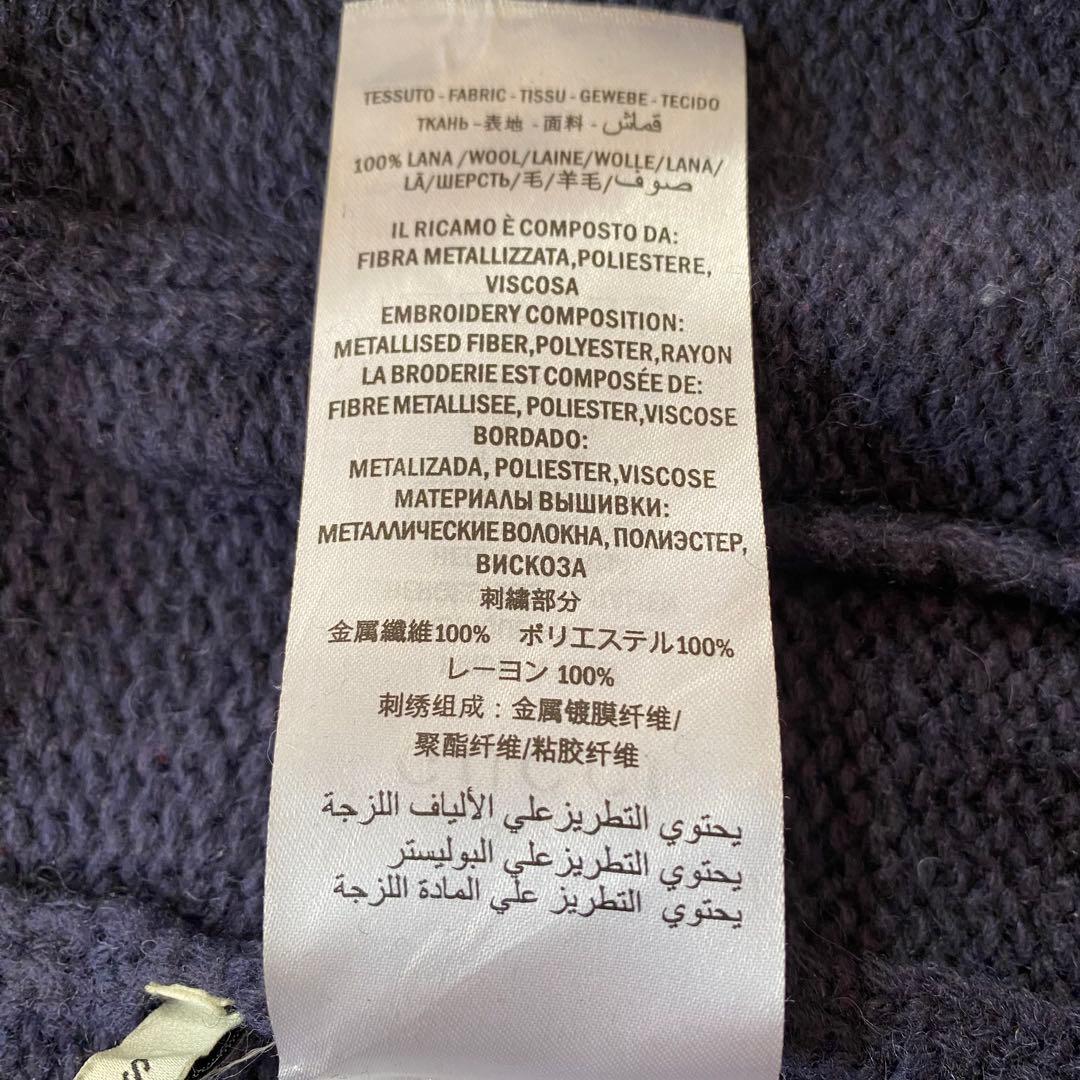 TESSUTO - FABRIC - TISSU - GEWEBE - TECIDO
ТКАНЬ - 表地 - 面料 - قماش
100% LANA /WOOL/LAINE/WOLLE/LANA/
LÃ/ШЕРСТЬ/毛/羊毛/صوف
IL RICAMO È COMPOSTO DA:
FIBRA METALLIZZATA,POLIESTERE,
VISCOSA
EMBROIDERY COMPOSITION:
METALLISED FIBER,POLYESTER,RAYON
LA BRODERIE EST COMPOSÉE DE:
FIBRE METALLISEE, POLIESTER,VISCOSE
BORDADO:
METALIZADA, POLIESTER,VISCOSE
МАТЕРИАЛЫ ВЫШИВКИ:
МЕТАЛЛИЧЕСКИЕ ВОЛОКНА, ПОЛИЭСТЕР,
ВИСКОЗА
刺繍部分
金属繊維100% ポリエステル100%
レーヨン 100%
刺绣组成：金属镀膜纤维/
聚酯纤维/粘胶纤维
يحتوي التطريز علي الألياف اللزجة
يحتوي التطريز علي البوليستر
يحتوي التطريز علي المادة اللزجة